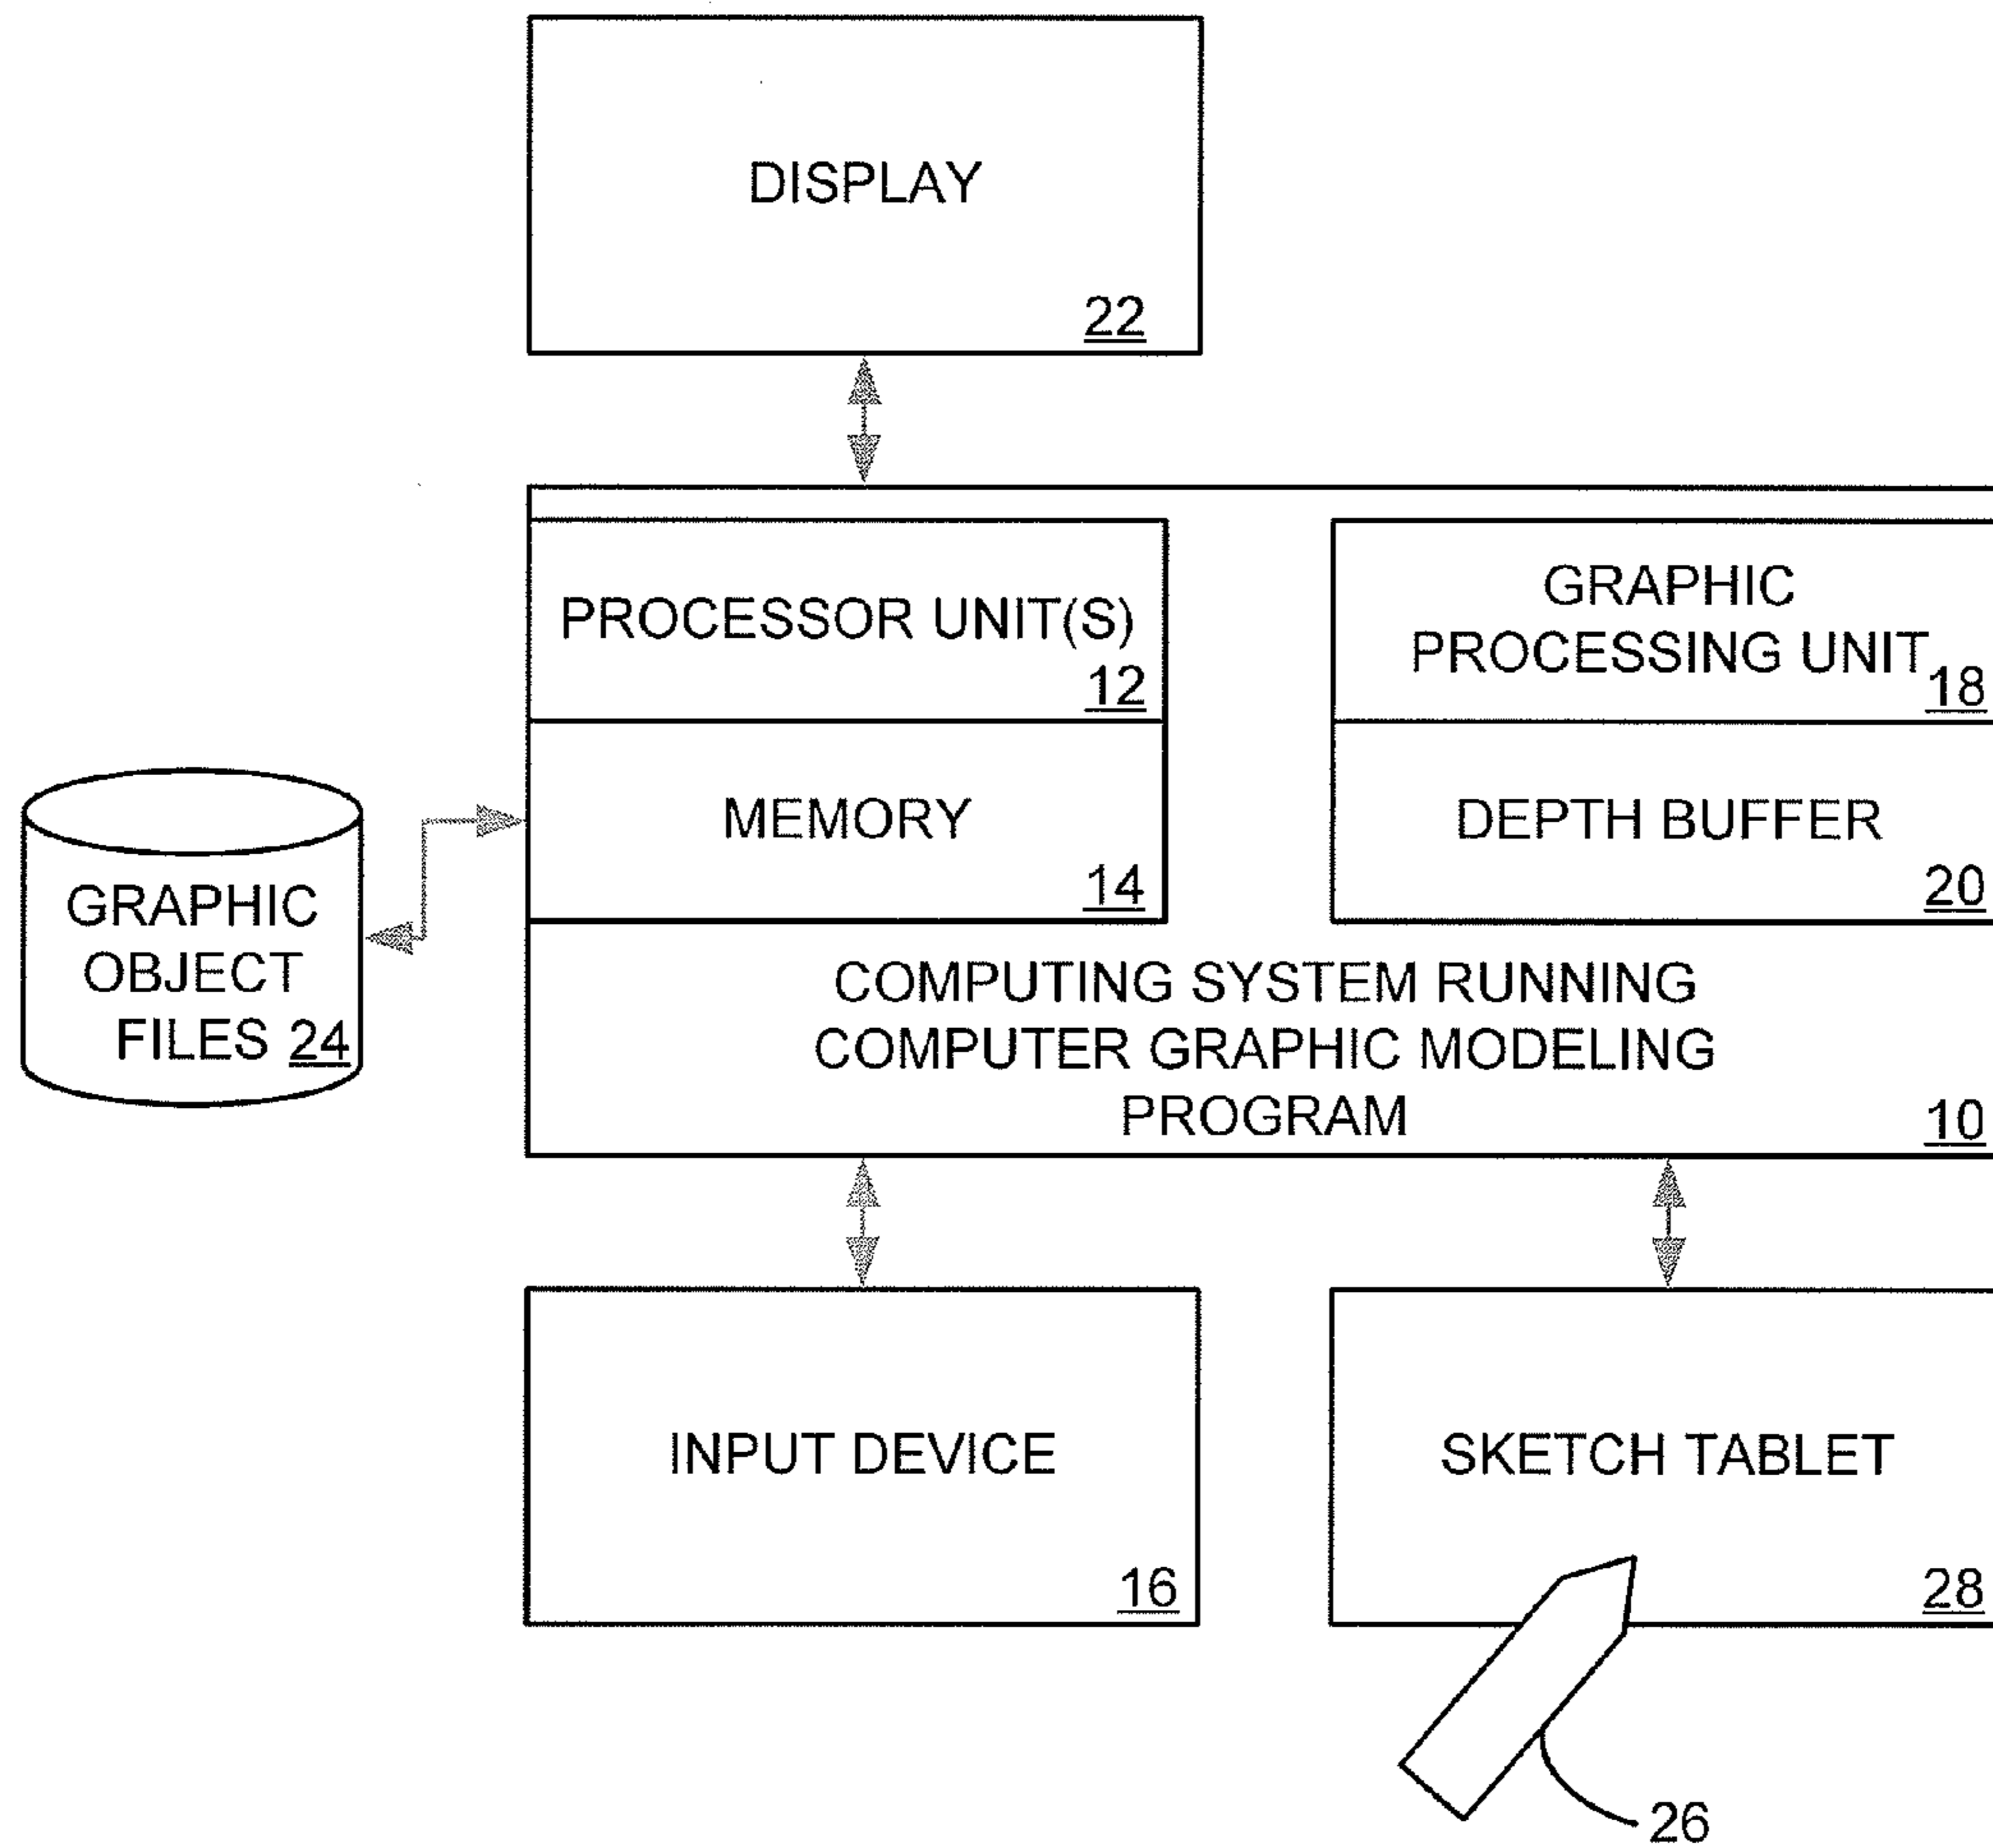 DISPLAY
22
PROCESSOR UNIT(S)
12
GRAPHIC
PROCESSING UNIT
18
MEMORY
14
DEPTH BUFFER
20
GRAPHIC
OBJECT
FILES 24
COMPUTING SYSTEM RUNNING
COMPUTER GRAPHIC MODELING
PROGRAM
10
INPUT DEVICE
16
SKETCH TABLET
28
26